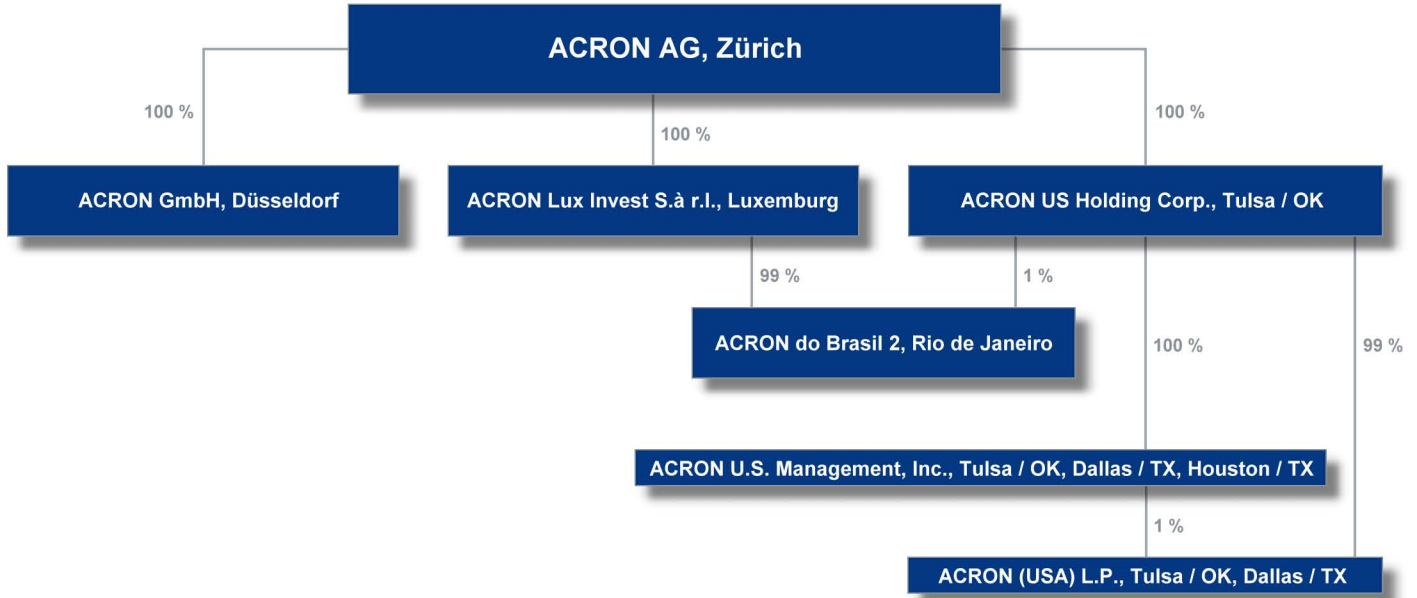 ACRON AG, Zürich
100 %
100 %
100 %
ACRON GmbH, Düsseldorf
ACRON Lux Invest S.à r.l., Luxemburg
ACRON US Holding Corp., Tulsa / OK
99 %
1 %
ACRON do Brasil 2, Rio de Janeiro
100 %
99 %
ACRON U.S. Management, Inc., Tulsa / OK, Dallas / TX, Houston / TX
1 %
ACRON (USA) L.P., Tulsa / OK, Dallas / TX